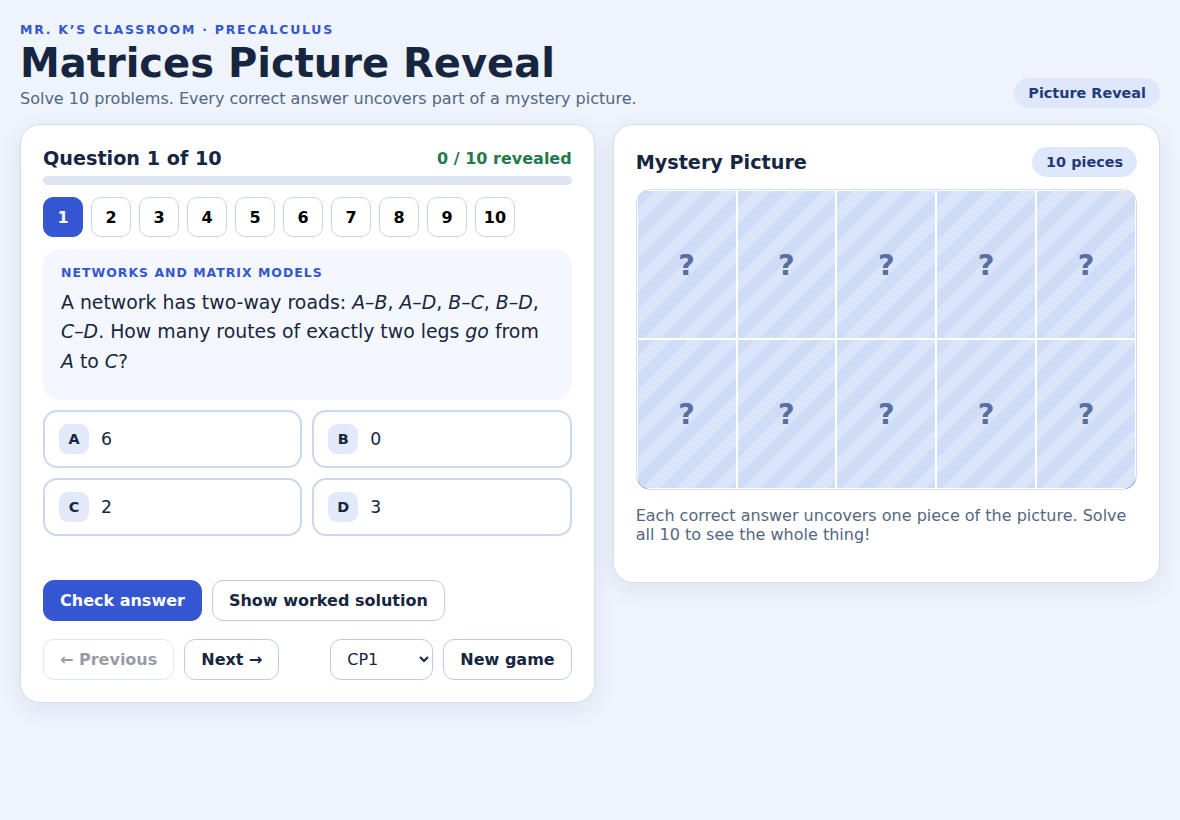 MR. K’S CLASSROOM · PRECALCULUS
Matrices Picture Reveal
Solve 10 problems. Every correct answer uncovers part of a mystery picture.
Picture Reveal
Question 1 of 10
0 / 10 revealed
1 2 3 4 5 6 7 8 9 10
NETWORKS AND MATRIX MODELS
A network has two-way roads: A–B, A–D, B–C, B–D,
C–D. How many routes of exactly two legs go from
A to C?
A 6
B 0
C 2
D 3
Check answer
Show worked solution
← Previous
Next →
CP1
New game
Mystery Picture
10 pieces
? ? ? ? ?
? ? ? ? ?
Each correct answer uncovers one piece of the picture. Solve
all 10 to see the whole thing!